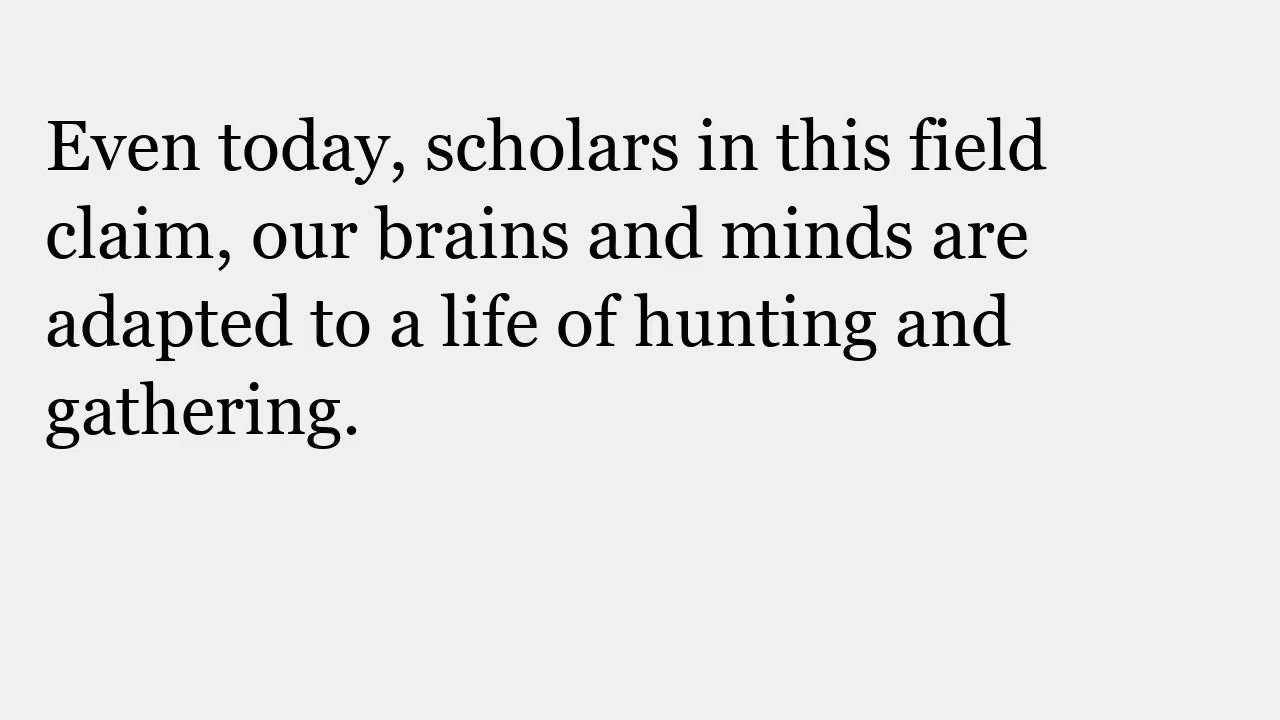 Even today, scholars in this field
claim, our brains and minds are
adapted to a life of hunting and
gathering.